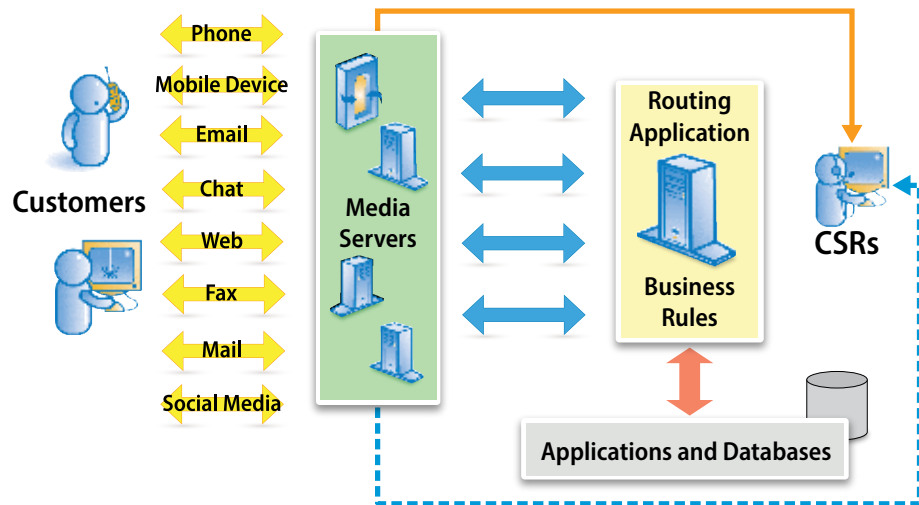 Phone
Mobile Device
Email
Chat
Web
Fax
Mail
Social Media
Customers
Media
Servers
Routing
Application
Business
Rules
CSRs
Applications and Databases